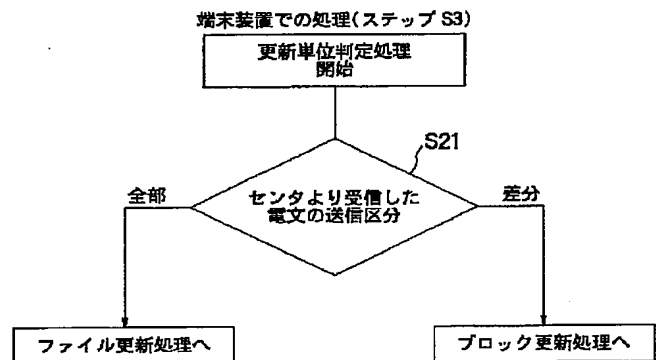 端末装置での処理(ステップ S3)
更新単位判定処理
開始
S21
センタより受信した
電文の送信区分
全部
差分
ファイル更新処理へ
ブロック更新処理へ